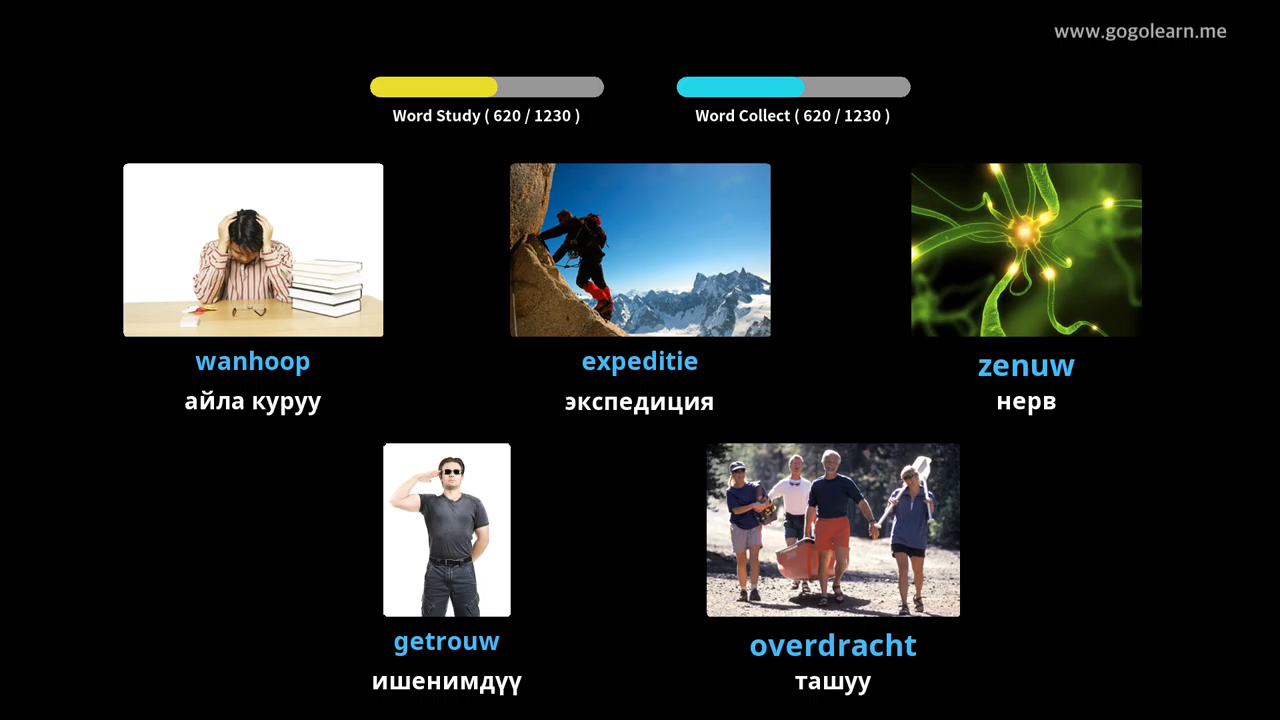 www.gogolearn.me
Word Study ( 620 / 1230 )
Word Collect ( 620 / 1230 )
wanhoop
айла куруу
expeditie
экспедиция
zenuw
нерв
getrouw
ишенимдүү
overdracht
ташуу